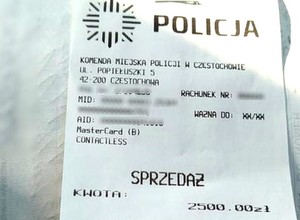 POLICJA
KOMENDA MIEJSKA POLICJI W CZĘSTOCHOWIE
UL. POPIEŁUSZKI 5
42-200 CZĘSTOCHOWA
RACHUNEK NR:
MID:
WAŻNA DO: XX/XX
AID:
MasterCard (B)
CONTACTLESS
SPRZEDAŻ
KWOTA: 2500.00zł